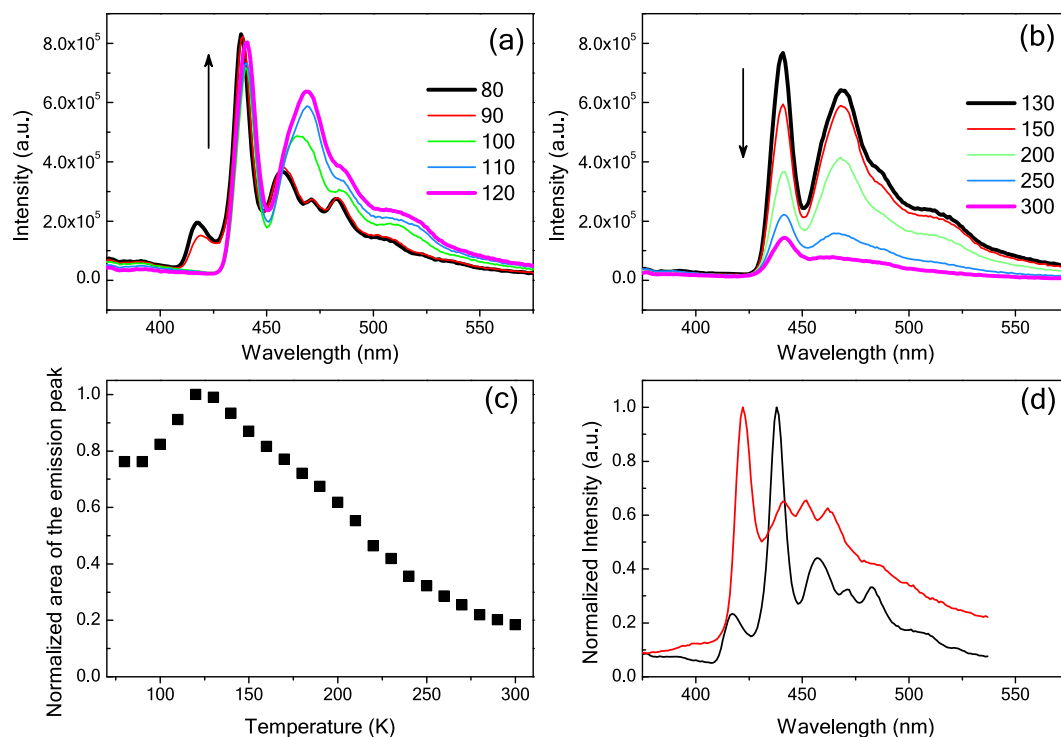 (a)
8.0x10⁵
6.0x10⁵
4.0x10⁵
2.0x10⁵
0.0
Intensity (a.u.)
80
90
100
110
120
400 450 500 550
Wavelength (nm)
(b)
8.0x10⁵
6.0x10⁵
4.0x10⁵
2.0x10⁵
0.0
Intensity (a.u.)
130
150
200
250
300
400 450 500 550
Wavelength (nm)
(c)
1.0
0.8
0.6
0.4
0.2
0.0
Normalized area of the emission peak
100 150 200 250 300
Temperature (K)
(d)
1.0
0.8
0.6
0.4
0.2
0.0
Normalized Intensity (a.u.)
400 450 500 550
Wavelength (nm)